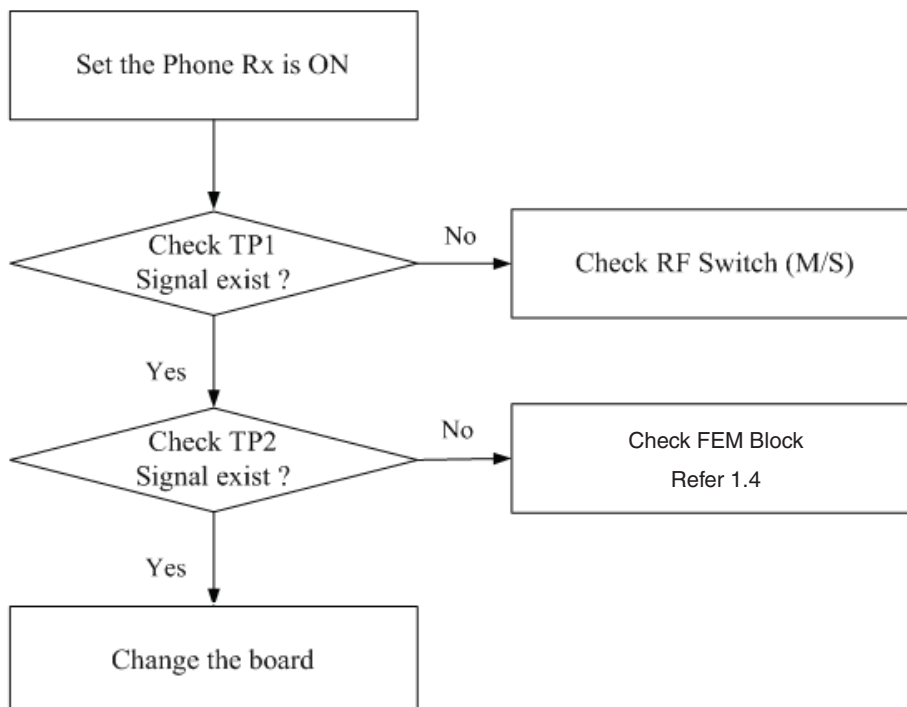 Set the Phone Rx is ON
Check TP1
Signal exist ?
No
Check RF Switch (M/S)
Yes
Check TP2
Signal exist ?
No
Check FEM Block
Refer 1.4
Yes
Change the board